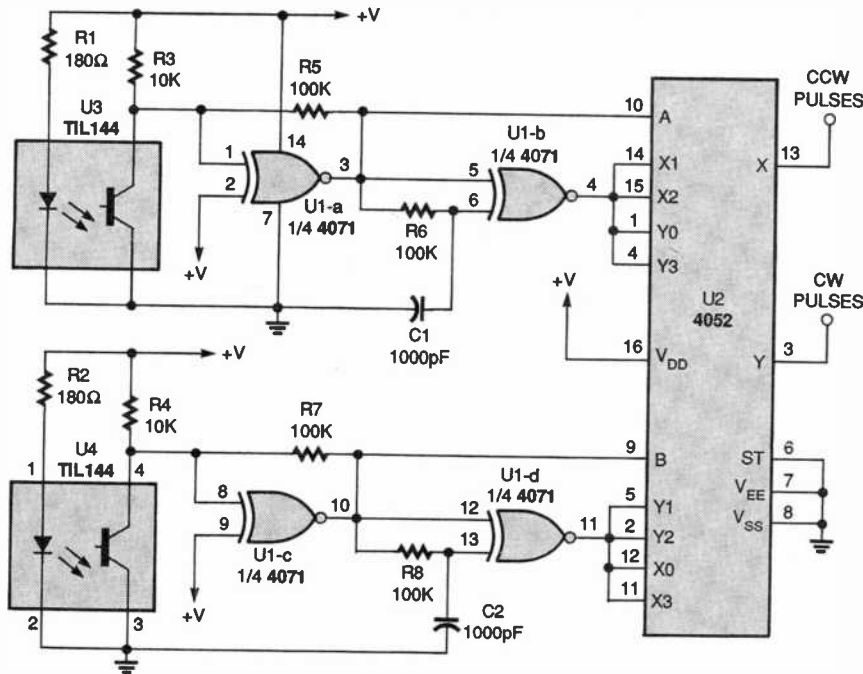 +V
R1
180Ω
R3
10K
U3
TIL144
R5
100K
1
2
14
7
3
U1-a
1/4 4071
+V
R6
100K
C1
1000pF
U1-b
1/4 4071
5
6
4
10
A
14
X1
15
X2
1
Y0
4
Y3
16
VDD
U2
4052
X
13
CCW
PULSES
Y
3
CW
PULSES
+V
+V
R2
180Ω
R4
10K
U4
TIL144
1
4
2
3
R7
100K
8
9
10
U1-c
1/4 4071
+V
R8
100K
C2
1000pF
U1-d
1/4 4071
12
13
11
9
B
5
Y1
2
Y2
12
X0
11
X3
ST
6
VEE
7
VSS
8